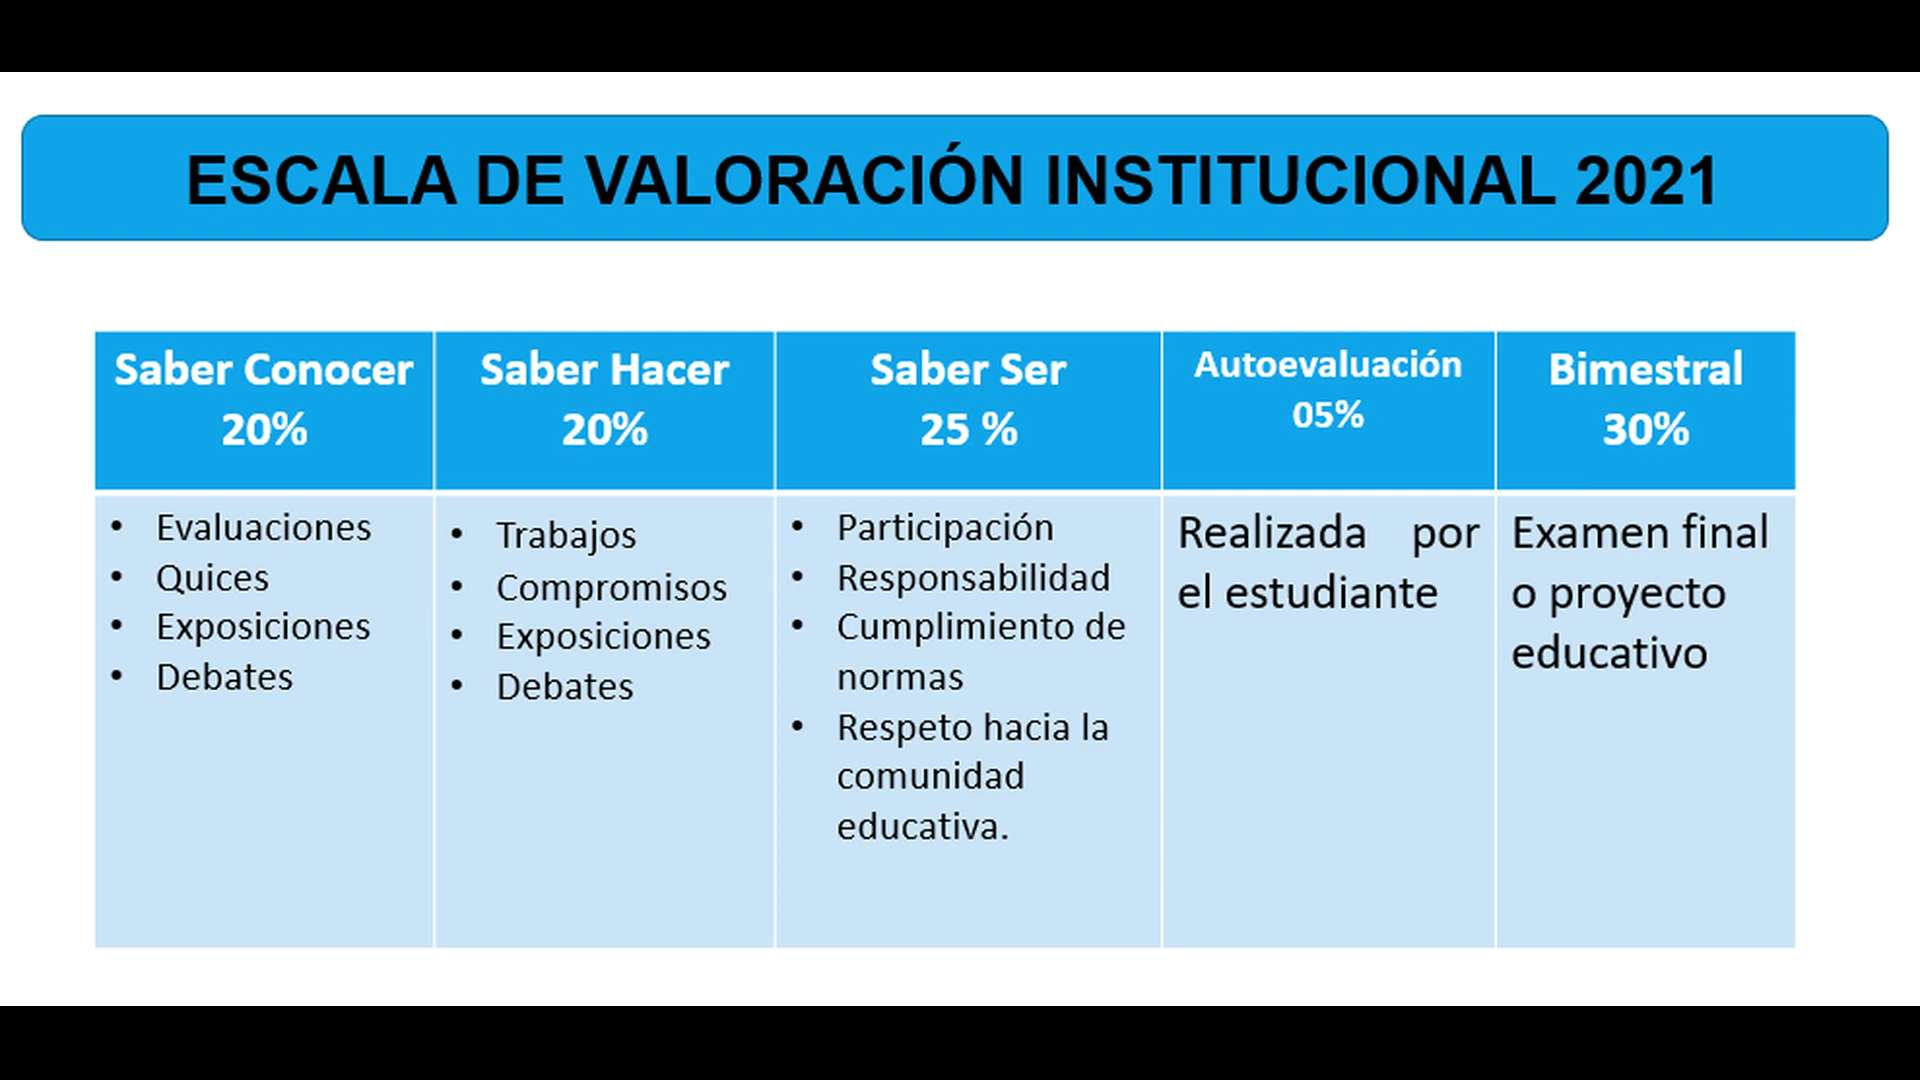 ESCALA DE VALORACIÓN INSTITUCIONAL 2021
Saber Conocer
20%
Saber Hacer
20%
Saber Ser
25 %
Autoevaluación
05%
Bimestral
30%
• Evaluaciones
• Quices
• Exposiciones
• Debates
• Trabajos
• Compromisos
• Exposiciones
• Debates
• Participación
• Responsabilidad
• Cumplimiento de
normas
• Respeto hacia la
comunidad
educativa.
Realizada por
el estudiante
Examen final
o proyecto
educativo